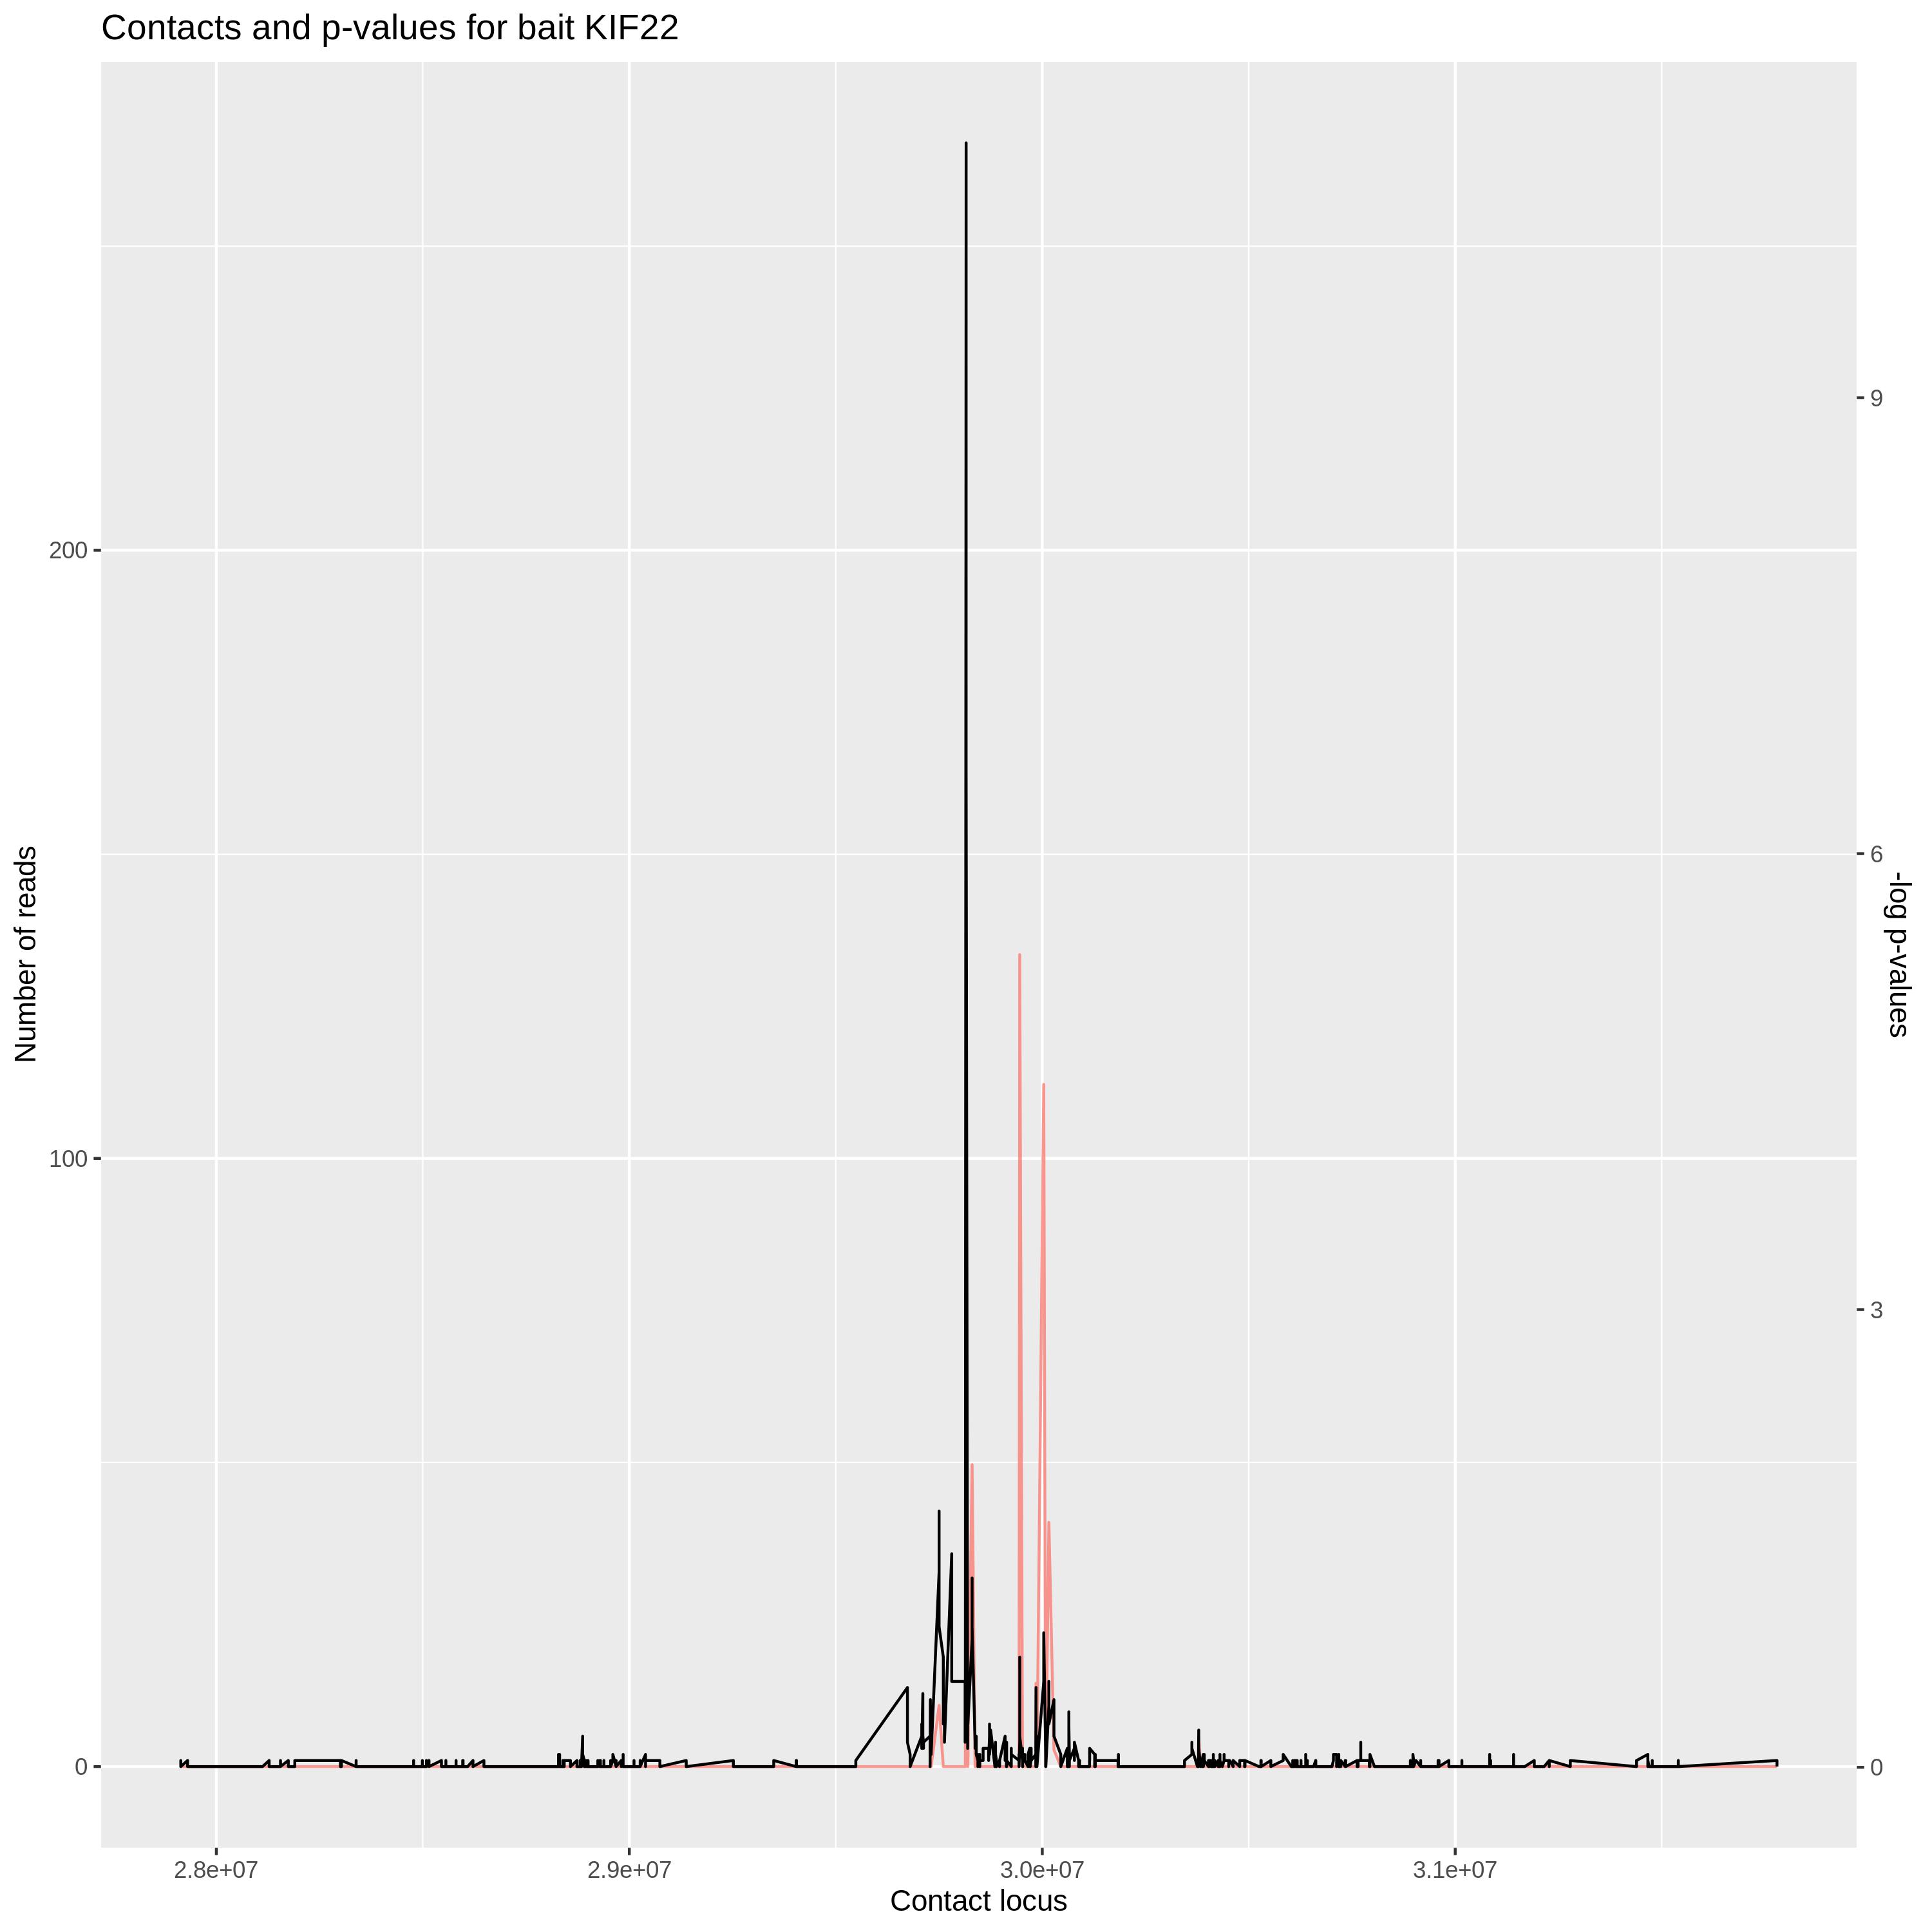 Contacts and p-values for bait KIF22
Number of reads
200
100
0
9
6
3
0
-log p-values
2.8e+07
2.9e+07
3.0e+07
3.1e+07
Contact locus